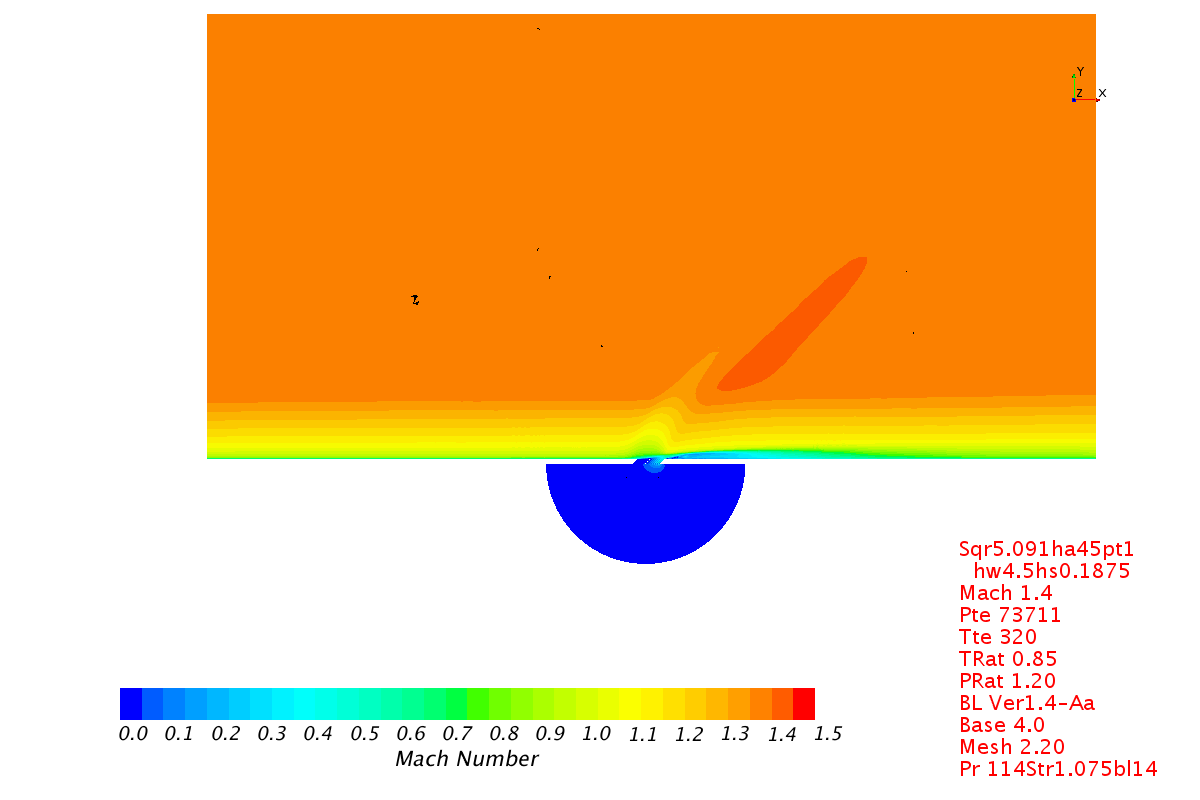 Y
Z X
Sqr5.091ha45pt1
hw4.5hs0.1875
Mach 1.4
Pte 73711
Tte 320
TRat 0.85
PRat 1.20
BL Ver1.4-Aa
Base 4.0
Mesh 2.20
Pr 114Str1.075bl14
0.0 0.1 0.2 0.3 0.4 0.5 0.6 0.7 0.8 0.9 1.0 1.1 1.2 1.3 1.4 1.5
Mach Number